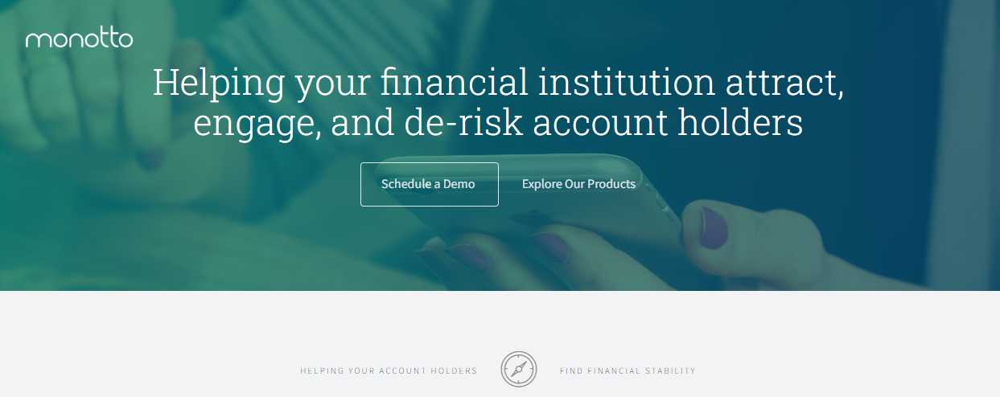 monotto
Helping your financial institution attract,
engage, and de-risk account holders
Schedule a Demo
Explore Our Products
HELPING YOUR ACCOUNT HOLDERS
FIND FINANCIAL STABILITY